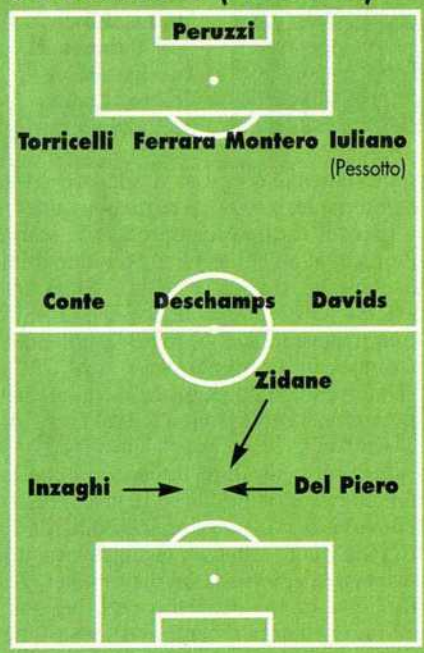 Peruzzi
Torricelli Ferrara Montero Iuliano
(Pessotto)
Conte Deschamps Davids
Zidane
Inzaghi Del Piero